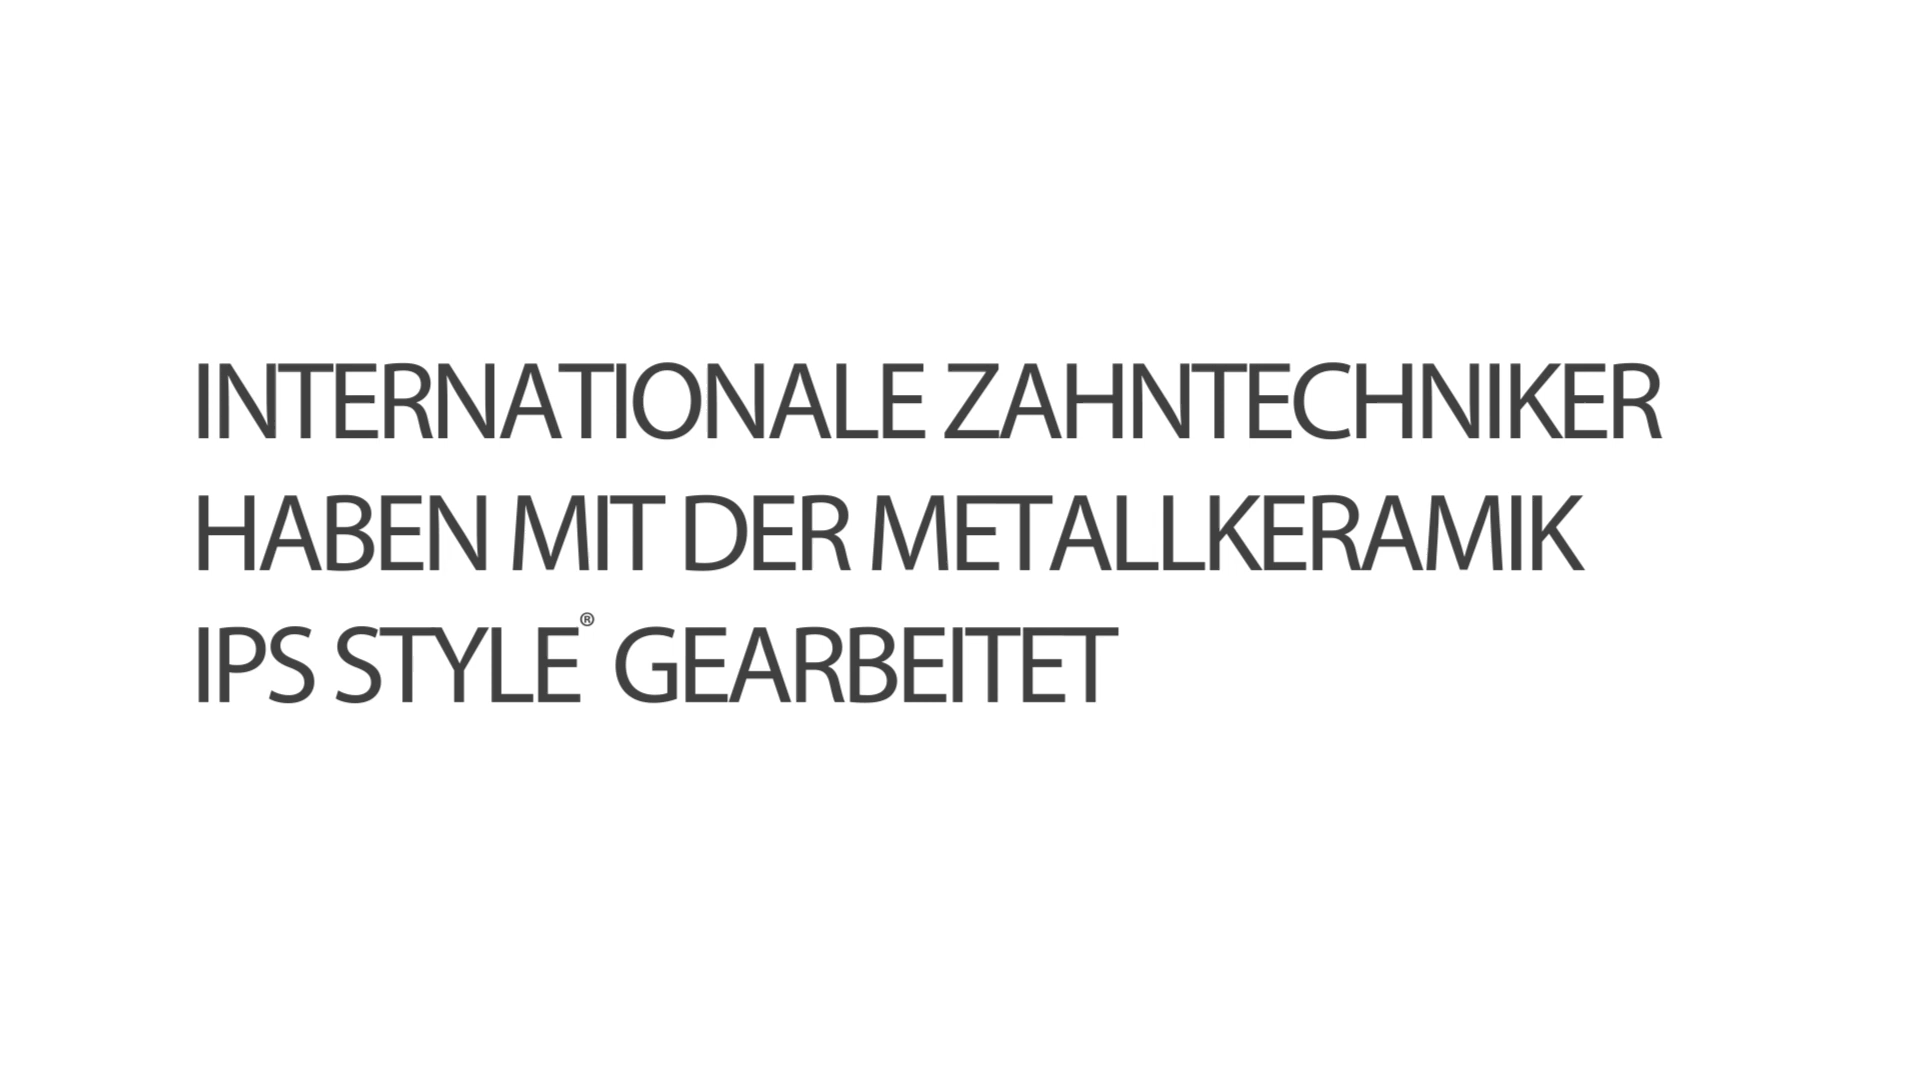 INTERNATIONALE ZAHNTECHNIKER
HABEN MIT DER METALLKERAMIK
IPS STYLE® GEARBEITET